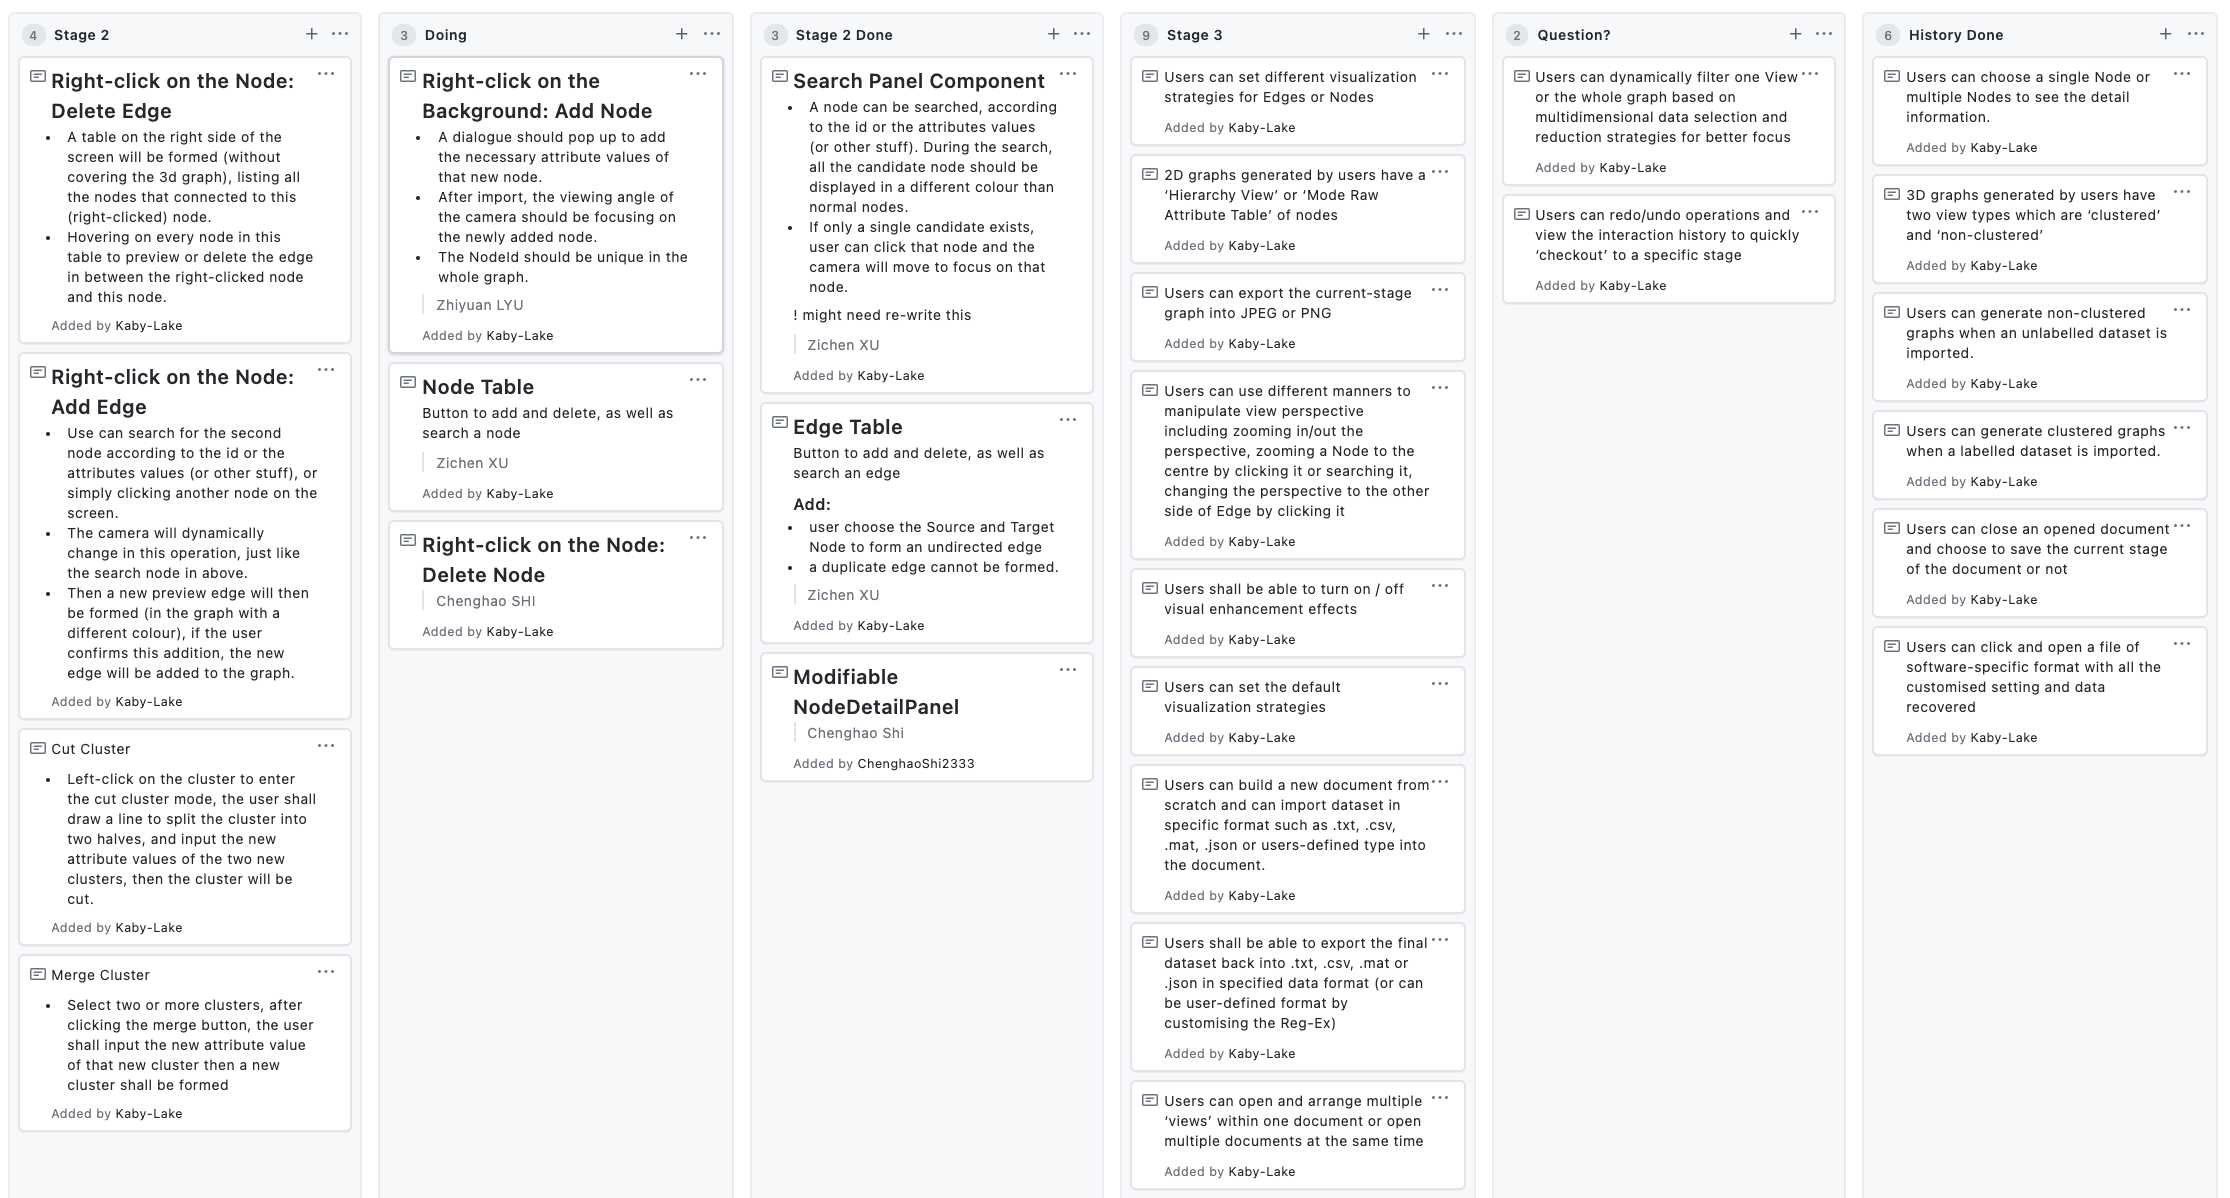 4 Stage 2
Right-click on the Node:
Delete Edge
• A table on the right side of the
screen will be formed (without
covering the 3d graph), listing all
the nodes that connected to this
(right-clicked) node.
• Hovering on every node in this
table to preview or delete the edge
in between the right-clicked node
and this node.
Added by Kaby-Lake
Right-click on the Node:
Add Edge
• Use can search for the second
node according to the id or the
attributes values (or other stuff), or
simply clicking another node on the
screen.
• The camera will dynamically
change in this operation, just like
the search node in above.
• Then a new preview edge will then
be formed (in the graph with a
different colour), if the user
confirms this addition, the new
edge will be added to the graph.
Added by Kaby-Lake
Cut Cluster
• Left-click on the cluster to enter
the cut cluster mode, the user shall
draw a line to split the cluster into
two halves, and input the new
attribute values of the two new
clusters, then the cluster will be
cut.
Added by Kaby-Lake
Merge Cluster
• Select two or more clusters, after
clicking the merge button, the user
shall input the new attribute value
of that new cluster then a new
cluster shall be formed
Added by Kaby-Lake
3 Doing
Right-click on the
Background: Add Node
• A dialogue should pop up to add
the necessary attribute values of
that new node.
• After import, the viewing angle of
the camera should be focusing on
the newly added node.
• The NodeId should be unique in the
whole graph.
Zhiyuan LYU
Added by Kaby-Lake
Node Table
Button to add and delete, as well as
search a node
Zichen XU
Added by Kaby-Lake
Right-click on the Node:
Delete Node
Chenghao SHI
Added by Kaby-Lake
3 Stage 2 Done
Search Panel Component
• A node can be searched, according
to the id or the attributes values
(or other stuff). During the search,
all the candidate node should be
displayed in a different colour than
normal nodes.
• If only a single candidate exists,
user can click that node and the
camera will move to focus on that
node.
! might need re-write this
Zichen XU
Added by Kaby-Lake
Edge Table
Button to add and delete, as well as
search an edge
Add:
• user choose the Source and Target
Node to form an undirected edge
• a duplicate edge cannot be formed.
Zichen XU
Added by Kaby-Lake
Modifiable
NodeDetailPanel
Chenghao Shi
Added by ChenghaoShi2333
9 Stage 3
Users can set different visualization
strategies for Edges or Nodes
Added by Kaby-Lake
2D graphs generated by users have a
‘Hierarchy View’ or ‘Mode Raw
Attribute Table’ of nodes
Added by Kaby-Lake
Users can export the current-stage
graph into JPEG or PNG
Added by Kaby-Lake
Users can use different manners to
manipulate view perspective
including zooming in/out the
perspective, zooming a Node to the
centre by clicking it or searching it,
changing the perspective to the other
side of Edge by clicking it
Added by Kaby-Lake
Users shall be able to turn on / off
visual enhancement effects
Added by Kaby-Lake
Users can set the default
visualization strategies
Added by Kaby-Lake
Users can build a new document from
scratch and can import dataset in
specific format such as .txt, .csv,
.mat, .json or users-defined type into
the document.
Added by Kaby-Lake
Users shall be able to export the final
dataset back into .txt, .csv, .mat or
.json in specified data format (or can
be user-defined format by
customising the Reg-Ex)
Added by Kaby-Lake
Users can open and arrange multiple
‘views’ within one document or open
multiple documents at the same time
Added by Kaby-Lake
2 Question?
Users can dynamically filter one View
or the whole graph based on
multidimensional data selection and
reduction strategies for better focus
Added by Kaby-Lake
Users can redo/undo operations and
view the interaction history to quickly
‘checkout’ to a specific stage
Added by Kaby-Lake
6 History Done
Users can choose a single Node or
multiple Nodes to see the detail
information.
Added by Kaby-Lake
3D graphs generated by users have
two view types which are ‘clustered’
and ‘non-clustered’
Added by Kaby-Lake
Users can generate non-clustered
graphs when an unlabelled dataset is
imported.
Added by Kaby-Lake
Users can generate clustered graphs
when a labelled dataset is imported.
Added by Kaby-Lake
Users can close an opened document
and choose to save the current stage
of the document or not
Added by Kaby-Lake
Users can click and open a file of
software-specific format with all the
customised setting and data
recovered
Added by Kaby-Lake